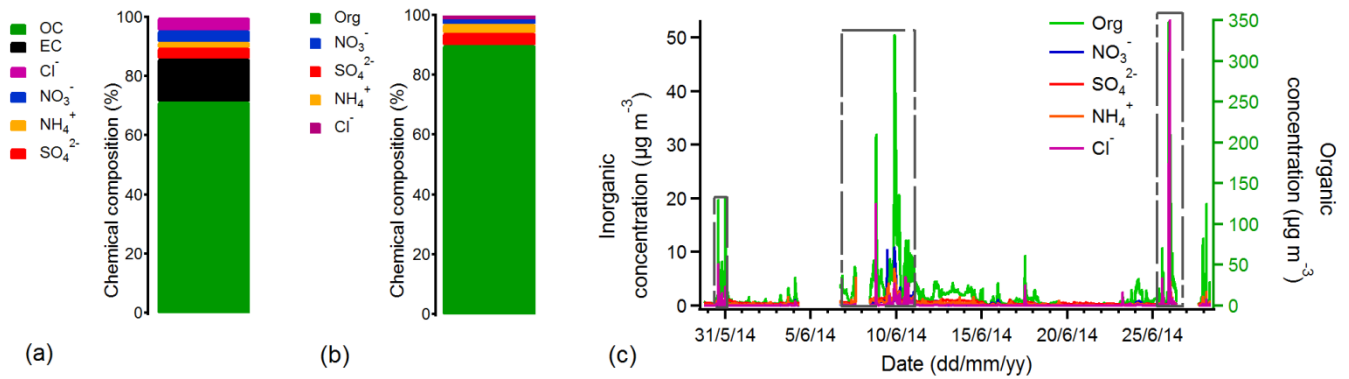 OC
EC
Cl⁻
NO₃⁻
NH₄⁺
SO₄²⁻
Chemical composition (%)
100
80
60
40
20
0
(a)
Org
NO₃⁻
SO₄²⁻
NH₄⁺
Cl⁻
Chemical composition (%)
100
80
60
40
20
0
(b)
Inorganic
concentration (µg m⁻³)
50
40
30
20
10
0
Org
NO₃⁻
SO₄²⁻
NH₄⁺
Cl⁻
350
300
250
200
150
100
50
0
Organic
concentration (µg m⁻³)
31/5/14
5/6/14
10/6/14
15/6/14
20/6/14
25/6/14
Date (dd/mm/yy)
(c)